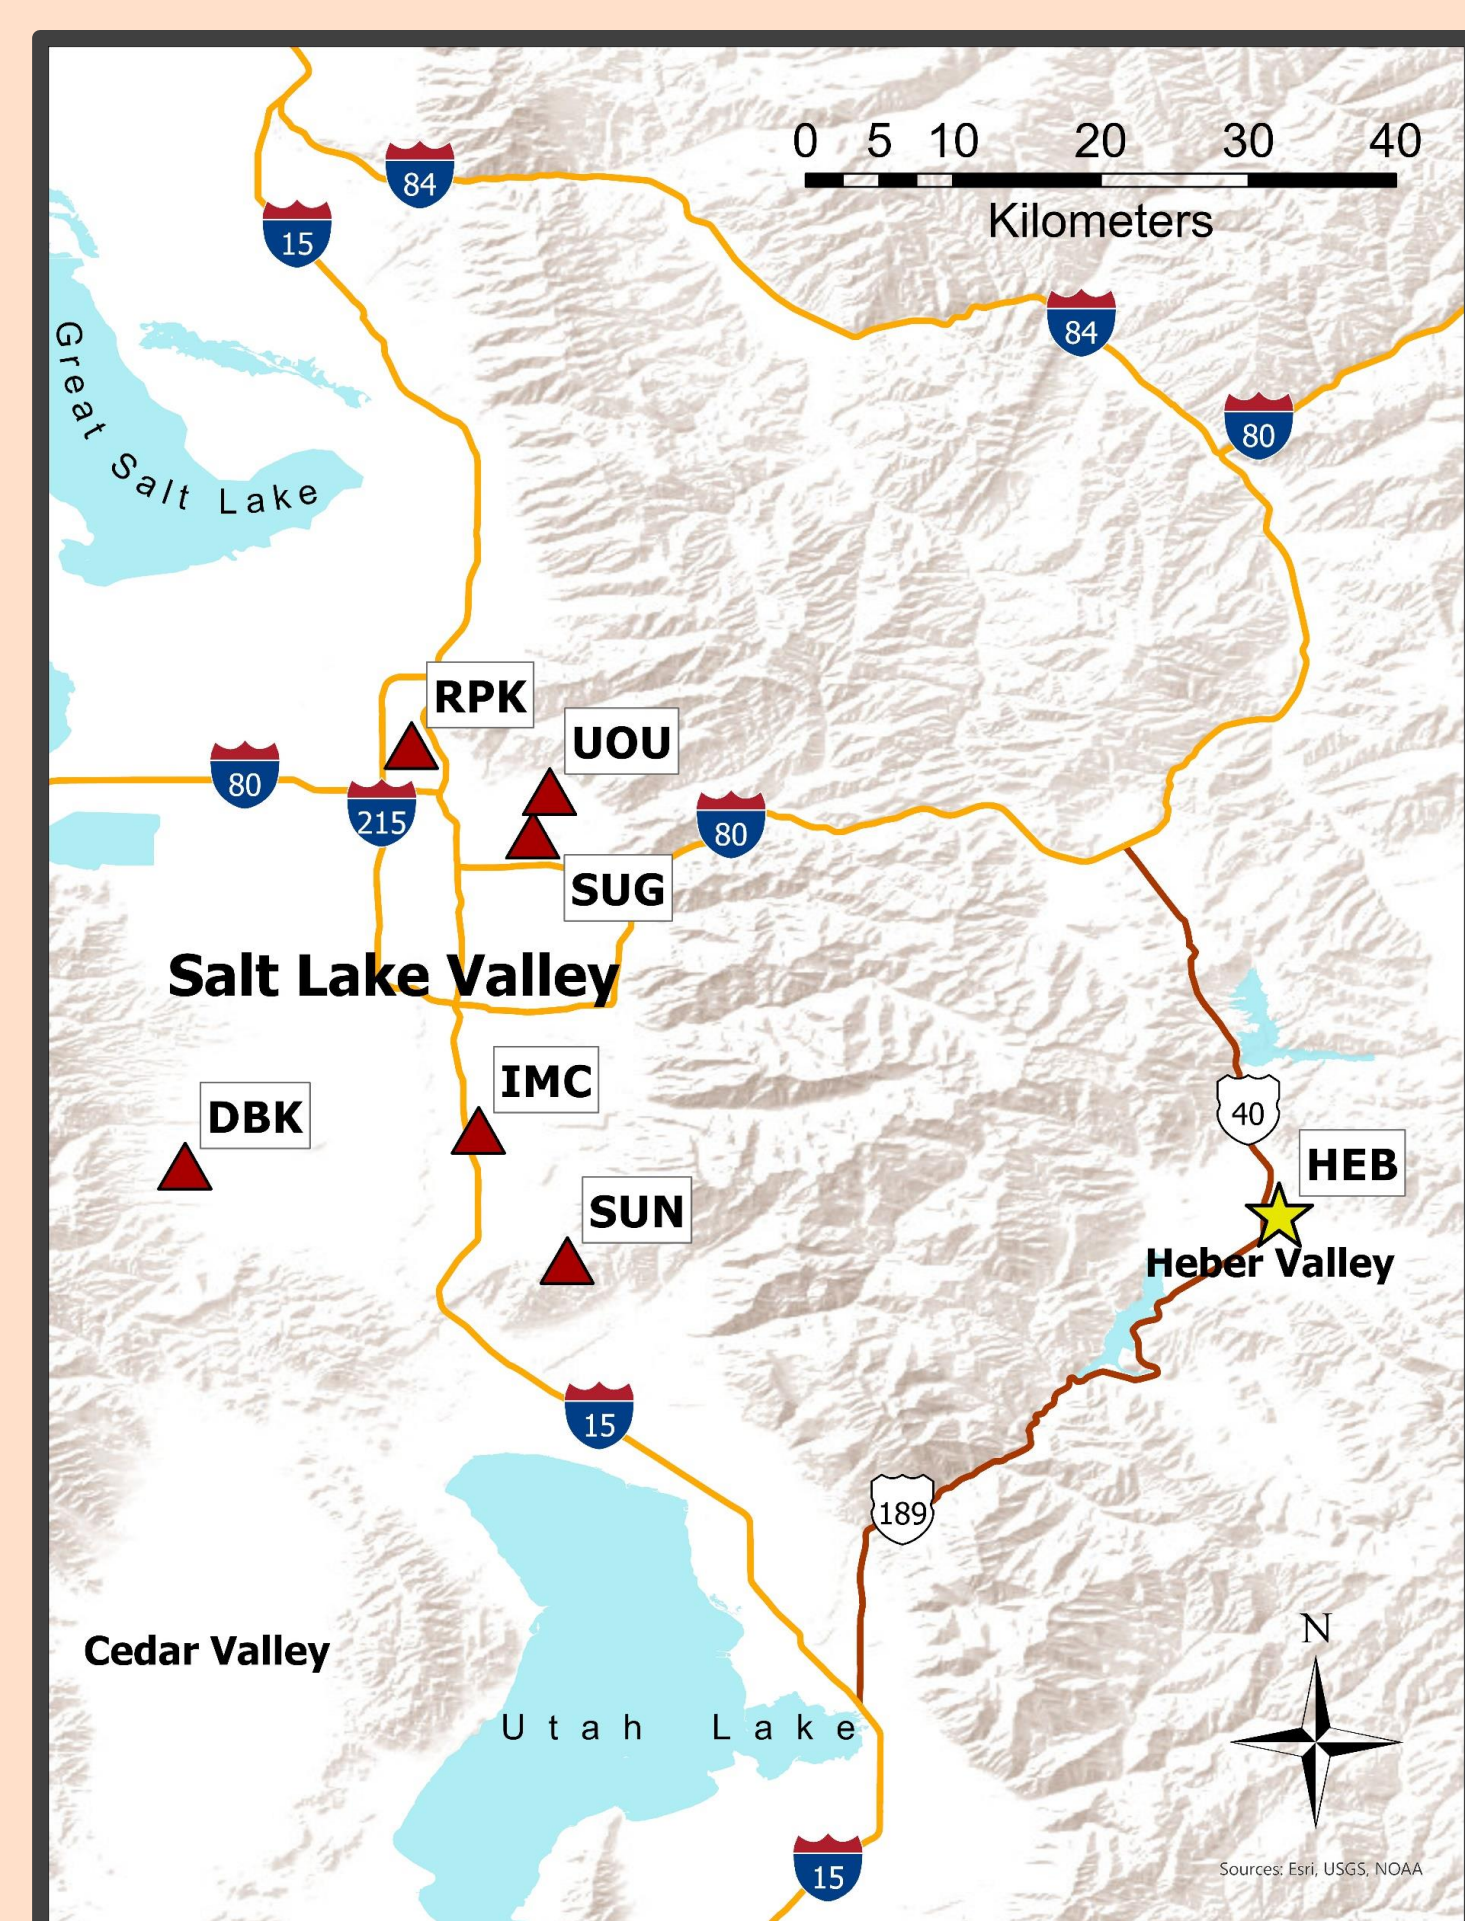 0 5 10 20 30 40
Kilometers
84
15
84
80
Great Salt Lake
RPK
UOU
80
215
80
SUG
Salt Lake Valley
IMC
DBK
40
HEB
SUN
Heber Valley
15
189
N
Cedar Valley
Utah Lake
15
Sources: Esri, USGS, NOAA